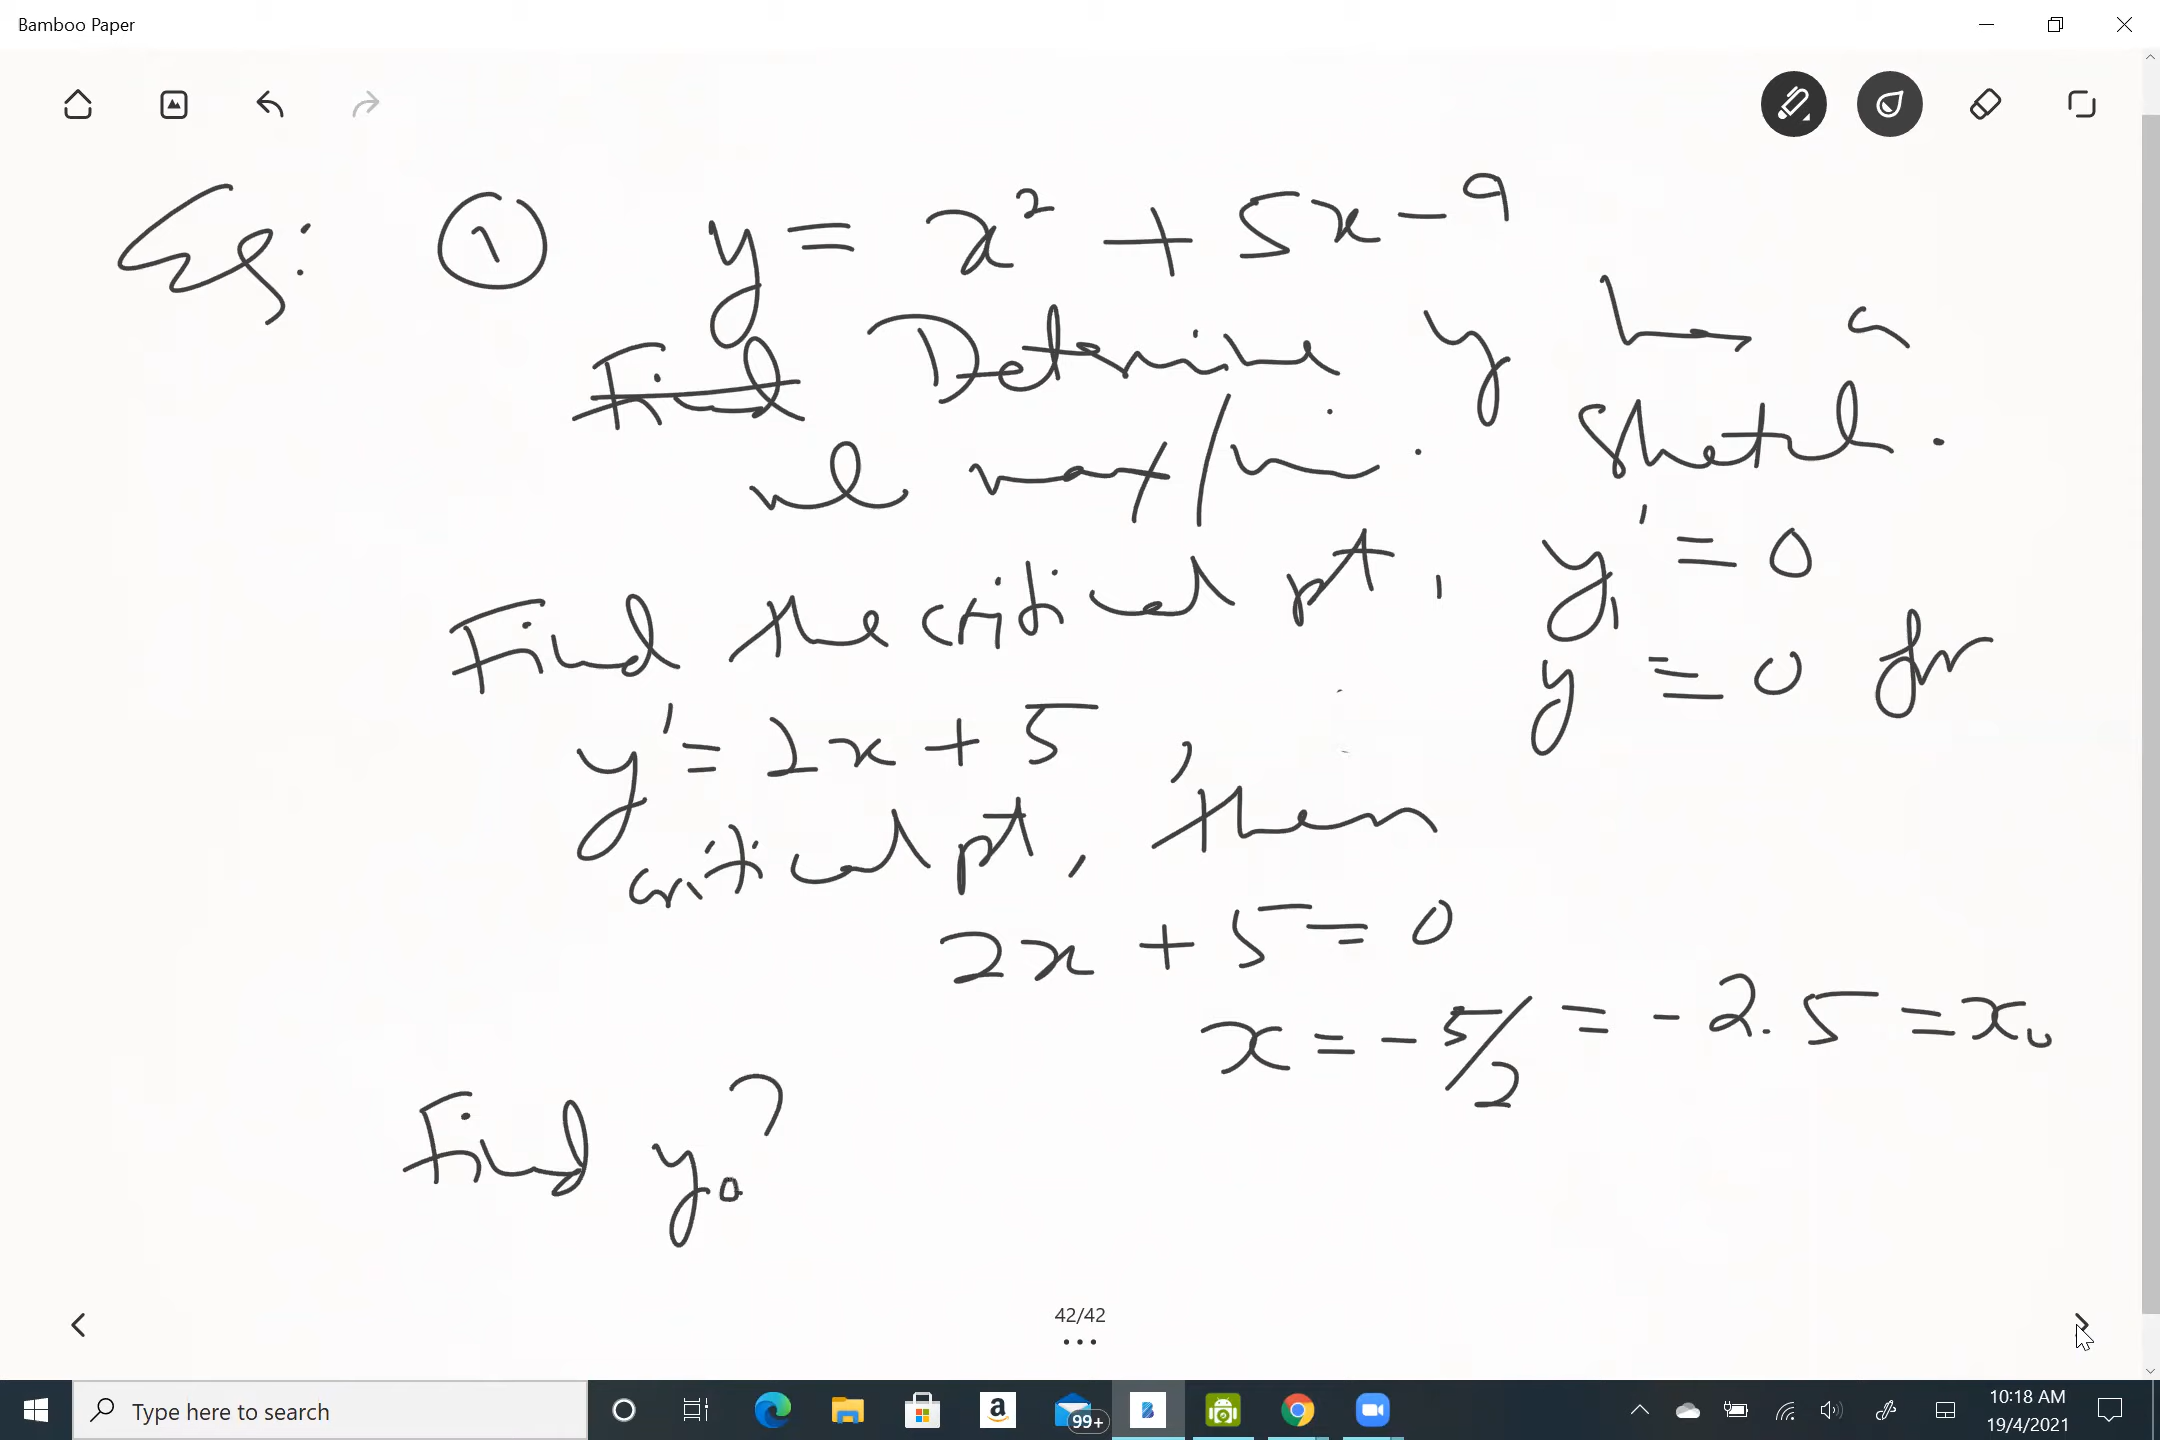 Bamboo Paper
Eg: ① y = x² + 5x - 9
Find Determine y has a
rel max/min. Sketch.
Find the critical pt, y' = 0
y' = 2x + 5, y' = 0 for
critical pt, then
2x + 5 = 0
x = -5/2 = -2.5 = x₀
Find y₀?
42/42
Type here to search
99+
10:18 AM
19/4/2021